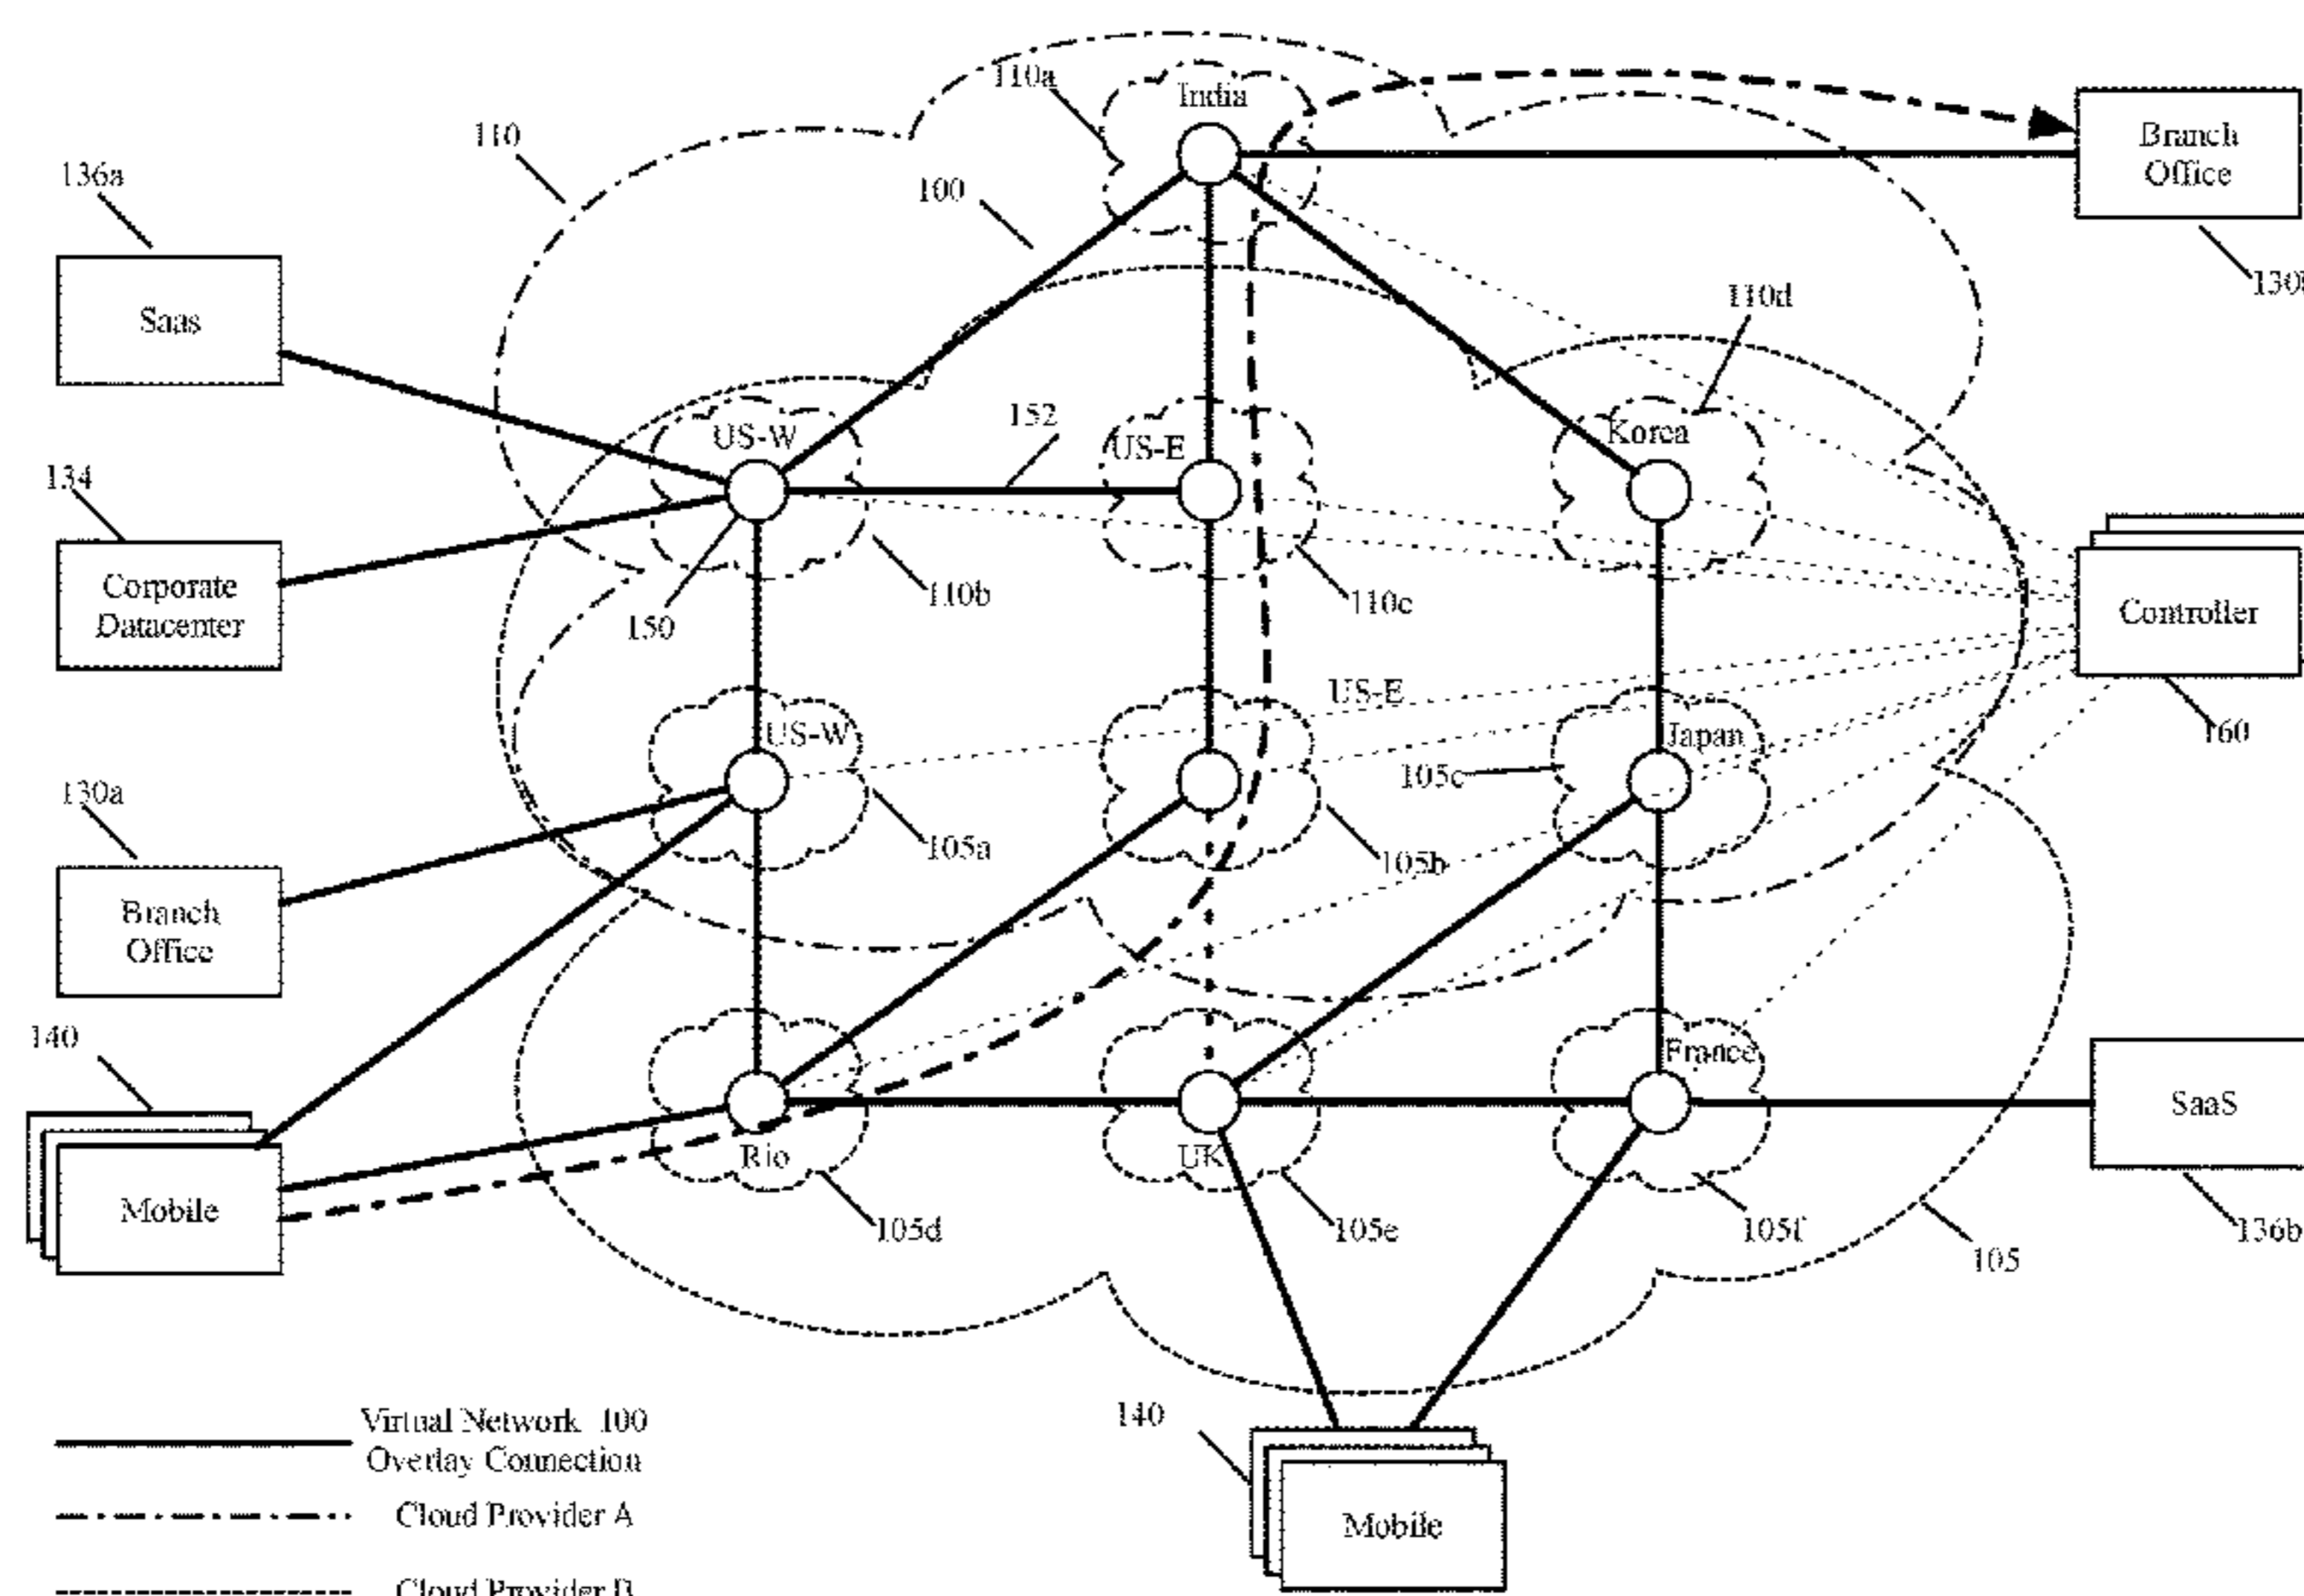 110a
India
110
Branch
Office
136a
100
130b
110d
Saas
152
US-W
US-E
Korea
134
Corporate
Datacenter
110b
110c
Controller
150
US-E
US-W
Japan
160
105c
130a
105a
105b
Branch
Office
140
France
SaaS
Rio
UK
Mobile
105d
105e
105f
136b
105
140
Virtual Network 100
Overlay Connection
Cloud Provider A
Mobile
Cloud Provider B